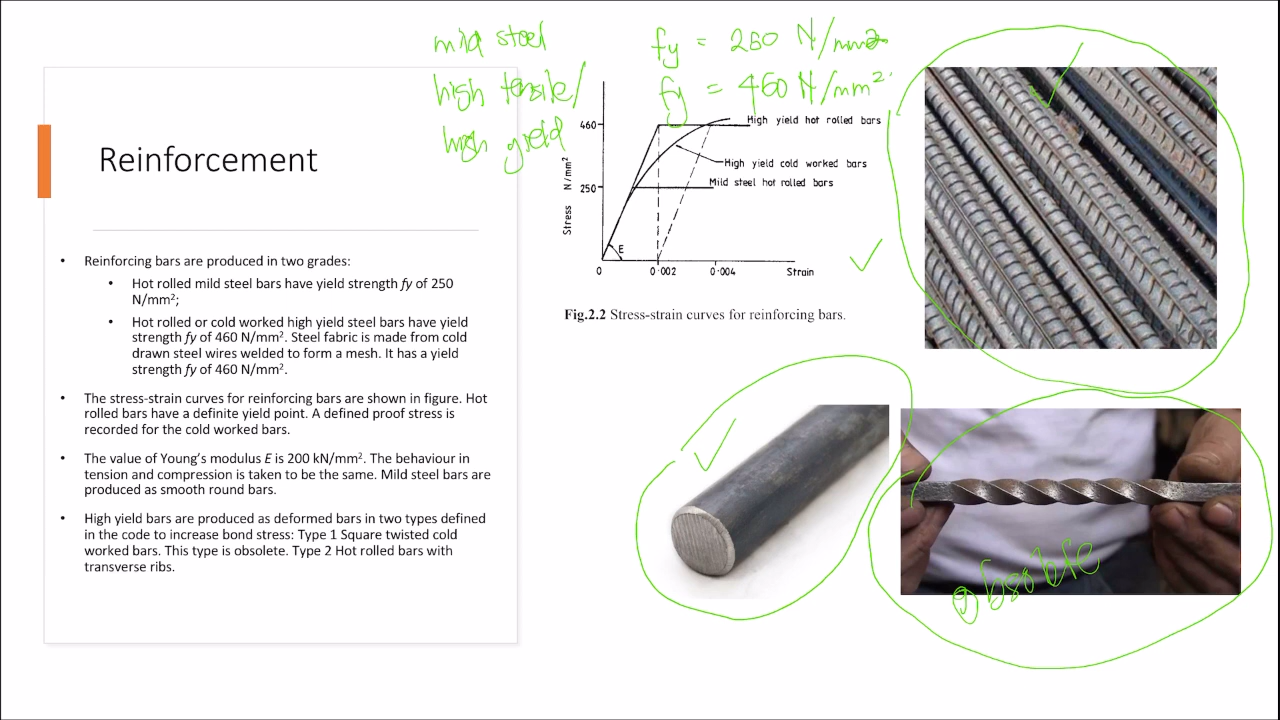 mid steel fy = 250 N/mm2
high tensile/ fy = 460 N/mm2
high yield
Reinforcement
• Reinforcing bars are produced in two grades:
• Hot rolled mild steel bars have yield strength fy of 250
N/mm2;
• Hot rolled or cold worked high yield steel bars have yield
strength fy of 460 N/mm2. Steel fabric is made from cold
drawn steel wires welded to form a mesh. It has a yield
strength fy of 460 N/mm2.
• The stress-strain curves for reinforcing bars are shown in figure. Hot
rolled bars have a definite yield point. A defined proof stress is
recorded for the cold worked bars.
• The value of Young's modulus E is 200 kN/mm2. The behaviour in
tension and compression is taken to be the same. Mild steel bars are
produced as smooth round bars.
• High yield bars are produced as deformed bars in two types defined
in the code to increase bond stress: Type 1 Square twisted cold
worked bars. This type is obsolete. Type 2 Hot rolled bars with
transverse ribs.
460
High yield hot rolled bars
High yield cold worked bars
Mild steel hot rolled bars
250
Stress N/mm2
E
0
0·002
0·004
Strain
Fig.2.2 Stress-strain curves for reinforcing bars.
obsolete